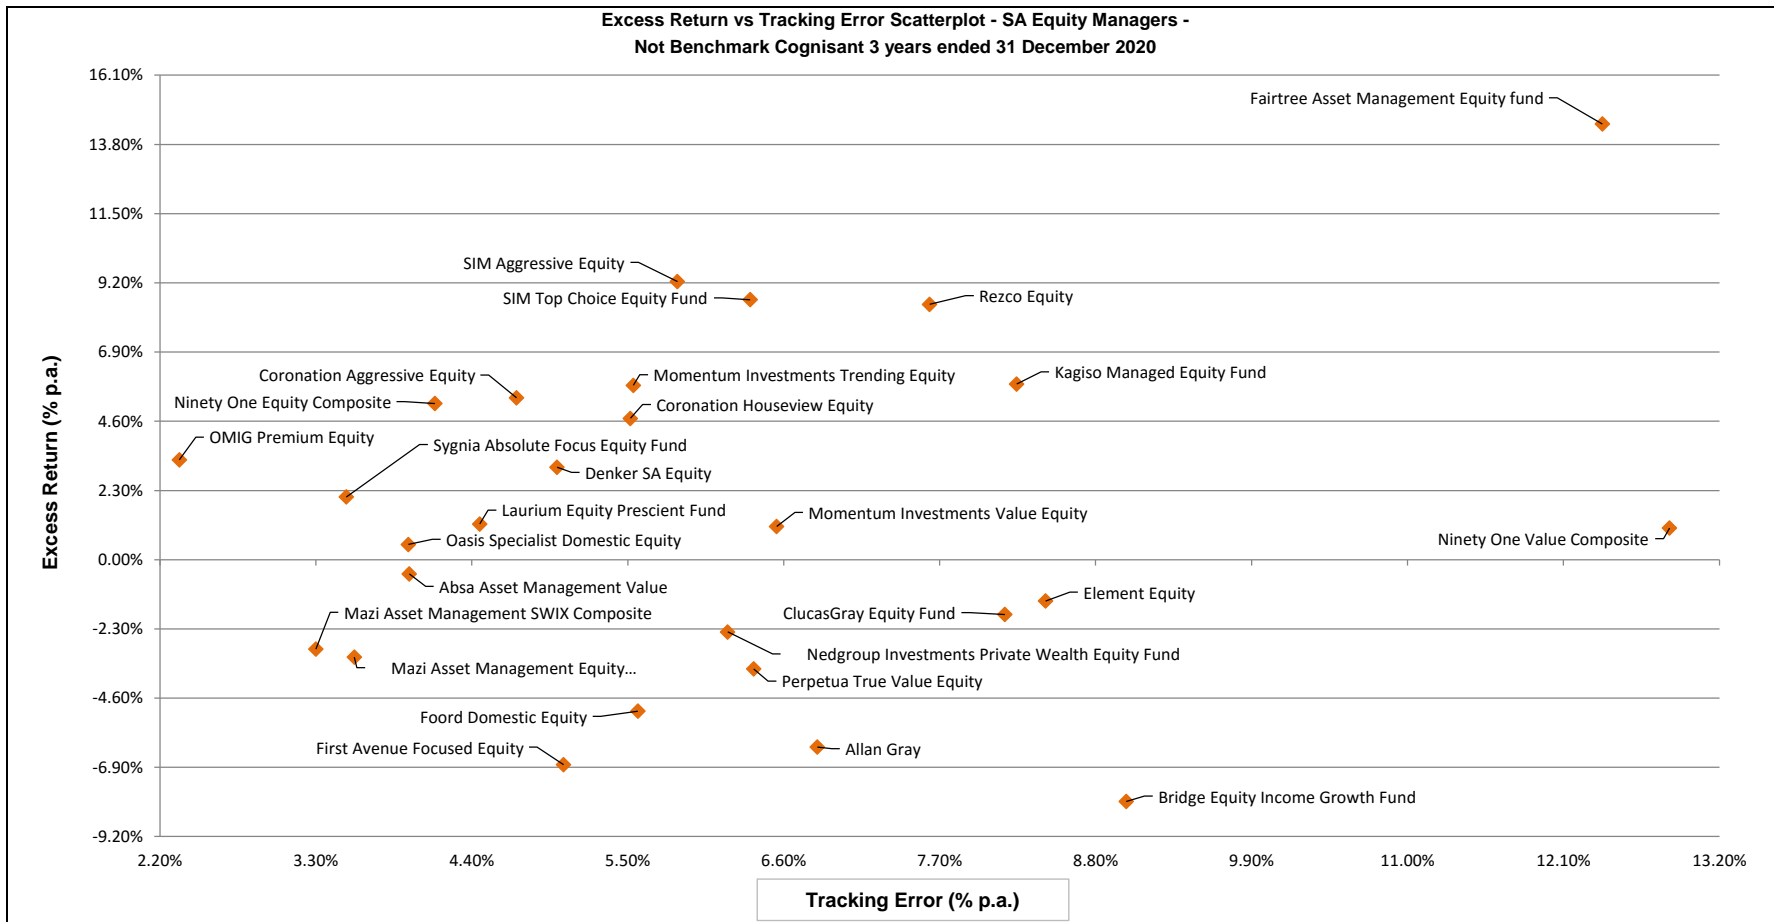 Excess Return vs Tracking Error Scatterplot - SA Equity Managers -
Not Benchmark Cognisant 3 years ended 31 December 2020
16.10%
13.80%
11.50%
9.20%
6.90%
4.60%
2.30%
0.00%
-2.30%
-4.60%
-6.90%
-9.20%
Excess Return (% p.a.)
Fairtree Asset Management Equity fund
SIM Aggressive Equity
SIM Top Choice Equity Fund
Rezco Equity
Coronation Aggressive Equity
Momentum Investments Trending Equity
Kagiso Managed Equity Fund
Ninety One Equity Composite
Coronation Houseview Equity
OMIG Premium Equity
Sygnia Absolute Focus Equity Fund
Denker SA Equity
Laurium Equity Prescient Fund
Momentum Investments Value Equity
Oasis Specialist Domestic Equity
Ninety One Value Composite
Absa Asset Management Value
Element Equity
Mazi Asset Management SWIX Composite
ClucasGray Equity Fund
Nedgroup Investments Private Wealth Equity Fund
Mazi Asset Management Equity...
Perpetua True Value Equity
Foord Domestic Equity
First Avenue Focused Equity
Allan Gray
Bridge Equity Income Growth Fund
2.20%
3.30%
4.40%
5.50%
6.60%
7.70%
8.80%
9.90%
11.00%
12.10%
13.20%
Tracking Error (% p.a.)